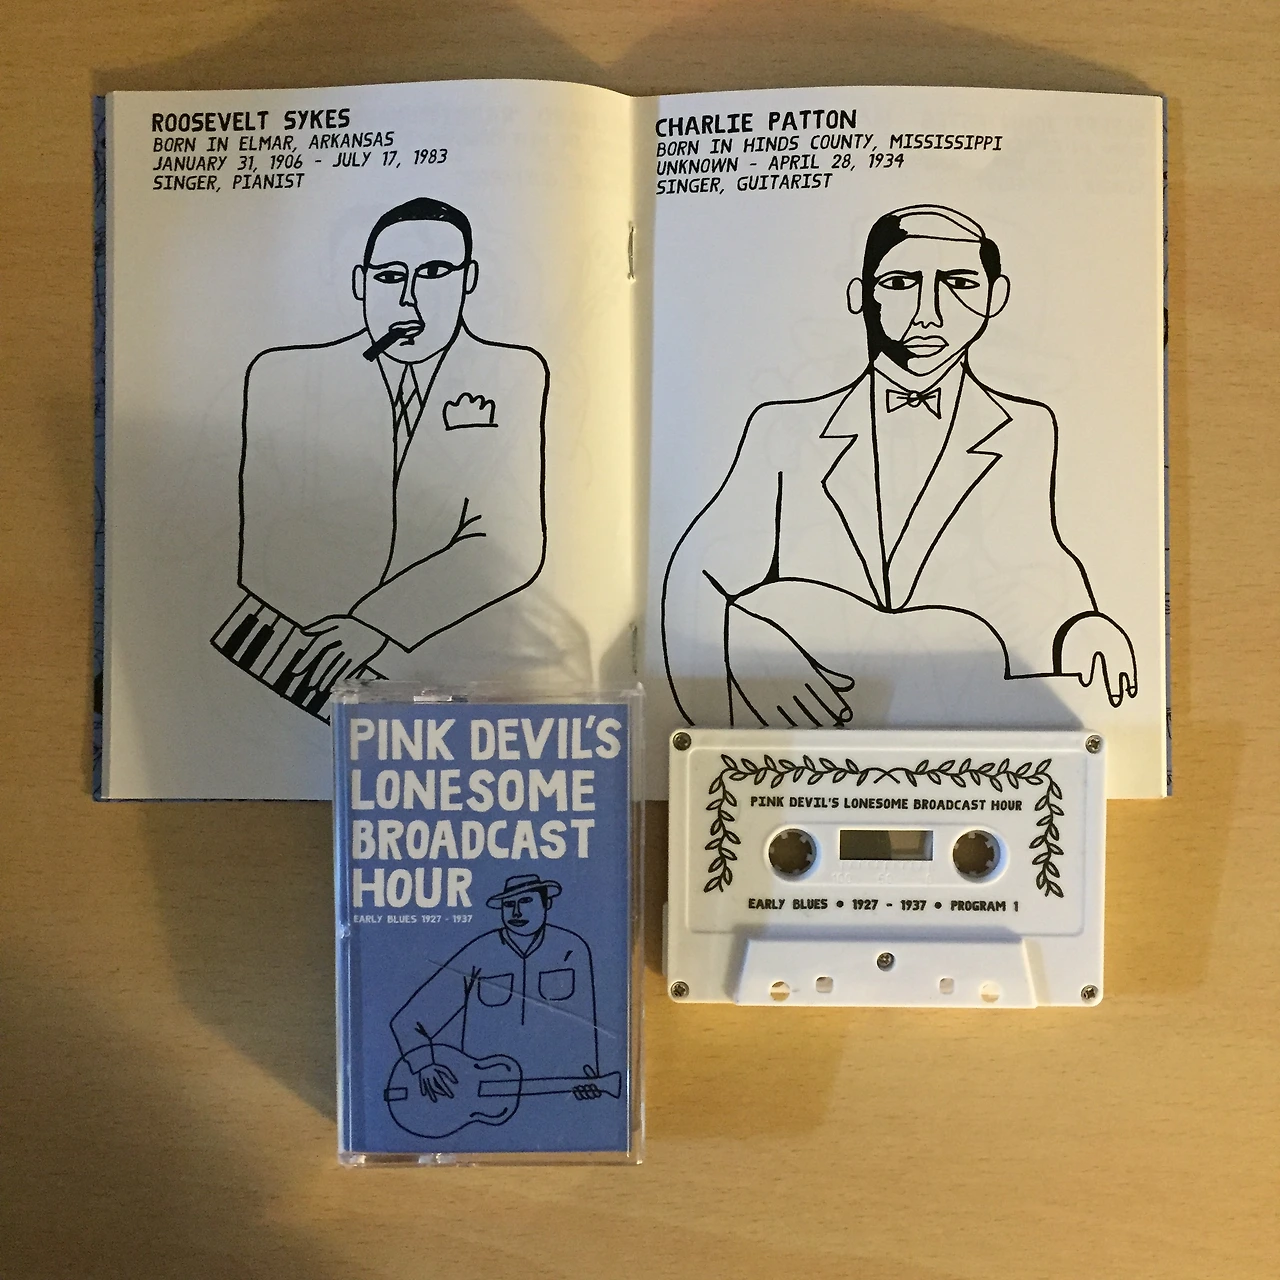 ROOSEVELT SYKES
BORN IN ELMAR, ARKANSAS
JANUARY 31, 1906 - JULY 17, 1983
SINGER, PIANIST
CHARLIE PATTON
BORN IN HINDS COUNTY, MISSISSIPPI
UNKNOWN - APRIL 28, 1934
SINGER, GUITARIST
PINK DEVIL'S
LONESOME
BROADCAST
HOUR
EARLY BLUES 1927 - 1937
PINK DEVIL'S LONESOME BROADCAST HOUR
EARLY BLUES • 1927 - 1937 • PROGRAM 1